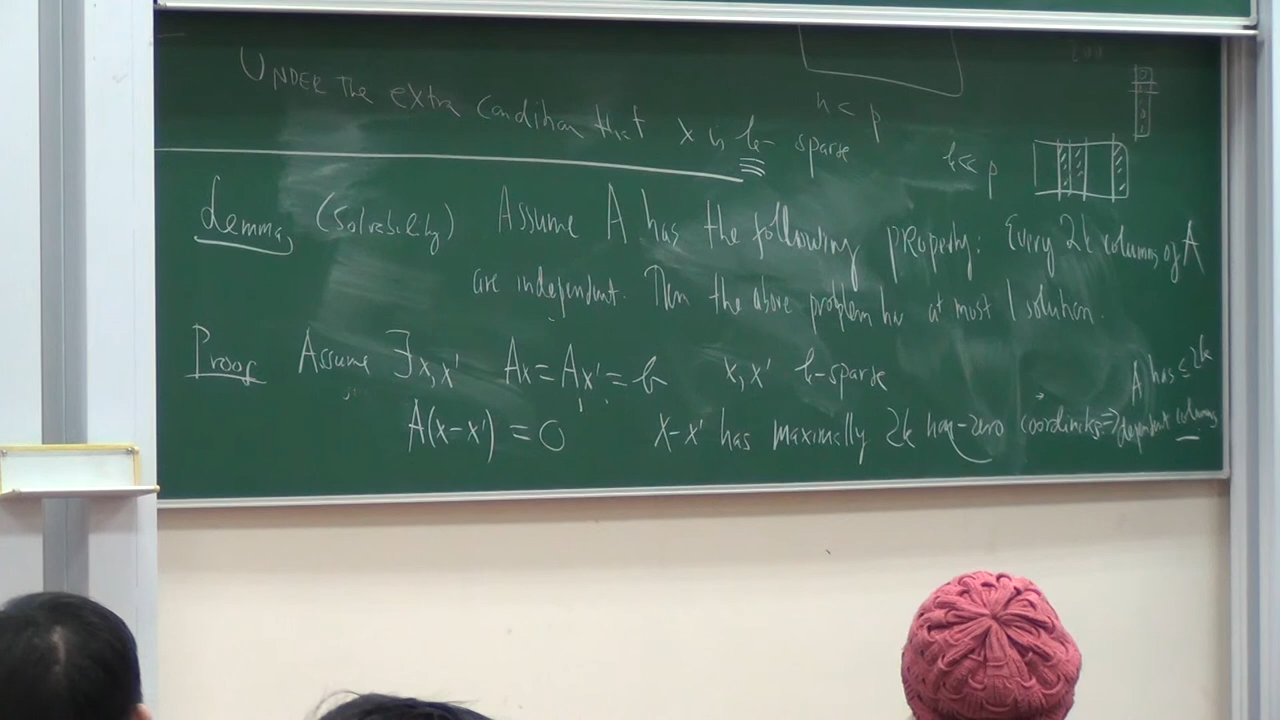 UNDER the extra condition that x is k-sparse
n < p
k << p
Lemma (Solvability) Assume A has the following property: Every 2k columns of A
are independent. Then the above problem has at most 1 solution.
Proof Assume ∃x,x' Ax=Ax'=b x,x' k-sparse
A(x-x') = 0 x-x' has maximally 2k non-zero coordinates → A has ≤ 2k
dependent columns